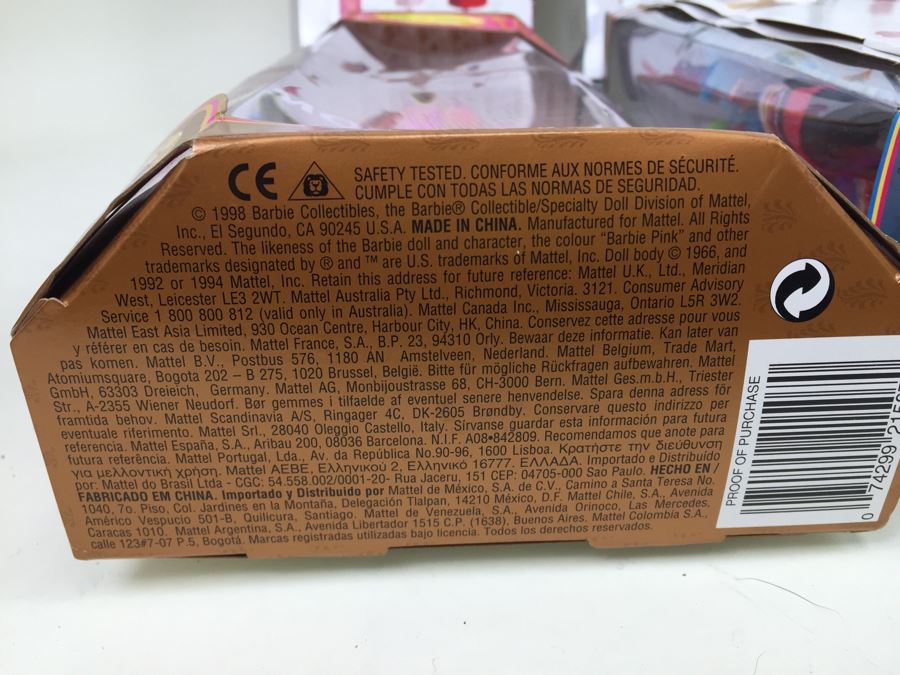 CE SAFETY TESTED. CONFORME AUX NORMES DE SÉCURITÉ.
CUMPLE CON TODAS LAS NORMAS DE SEGURIDAD.
© 1998 Barbie Collectibles, the Barbie® Collectible/Specialty Doll Division of Mattel,
Inc., El Segundo, CA 90245 U.S.A. MADE IN CHINA. Manufactured for Mattel. All Rights
Reserved. The likeness of the Barbie doll and character, the colour "Barbie Pink" and other
trademarks designated by ® and ™ are U.S. trademarks of Mattel, Inc. Doll body © 1966, and
1992 or 1994 Mattel, Inc. Retain this address for future reference: Mattel U.K., Ltd., Meridian
West, Leicester LE3 2WT. Mattel Australia Pty Ltd., Richmond, Victoria. 3121. Consumer Advisory
Service 1 800 800 812 (valid only in Australia). Mattel Canada Inc., Mississauga, Ontario L5R 3W2.
Mattel East Asia Limited, 930 Ocean Centre, Harbour City, HK, China. Conservez cette adresse pour vous
y référer en cas de besoin. Mattel France, S.A., B.P. 23, 94310 Orly. Bewaar deze informatie. Kan later van
pas komen. Mattel B.V., Postbus 576, 1180 AN Amstelveen, Nederland. Mattel Belgium, Trade Mart,
Atomiumsquare, Bogota 202 – B 275, 1020 Brussel, België. Bitte für mögliche Rückfragen aufbewahren. Mattel
GmbH, 63303 Dreieich, Germany. Mattel AG, Monbijoustrasse 68, CH-3000 Bern. Mattel Ges.m.b.H., Triester
Str., A-2355 Wiener Neudorf. Bør gemmes i tilfælde af eventuel senere henvendelse. Spara denna adress för
framtida behov. Mattel Scandinavia A/S, Ringager 4C, DK-2605 Brøndby. Conservare questo indirizzo per
eventuale riferimento. Mattel Srl., 28040 Oleggio Castello, Italy. Sírvanse guardar esta información para futura
referencia. Mattel España, S.A., Aribau 200, 08036 Barcelona. N.I.F. A08-842809. Recomendamos que anote para
futura referência. Mattel Portugal, Lda., Av. da República No.90-96, 1600 Lisboa. Κρατήστε την διεύθυνση
για μελλοντική χρήση. Mattel AEBE, Ελληνικού 2, Ελληνικό 16777. ΕΛΛΑΔΑ. Importado e Distribuido
por: Mattel do Brasil Ltda - CGC: 54.558.002/0001-20- Rua Jaceru, 151 CEP: 04705-000 Sao Paulo. HECHO EN /
FABRICADO EM CHINA. Importado y Distribuido por Mattel de México, S.A. de C.V., Camino a Santa Teresa No.
1040, 7o. Piso, Col. Jardines en la Montaña, Delegación Tlalpan, 14210 México, D.F. Mattel Chile, S.A., Avenida
Américo Vespucio 501-B, Quilicura, Santiago. Mattel de Venezuela, S.A., Avenida Orinoco, Las Mercedes,
Caracas 1010. Mattel Argentina, S.A., Avenida Libertador 1515 C.P. (1638), Buenos Aires. Mattel Colombia S.A.,
calle 123#7-07 P.5, Bogotá. Marcas registradas utilizadas bajo licencia. Todos los derechos reservados.
PROOF OF PURCHASE
0 74299